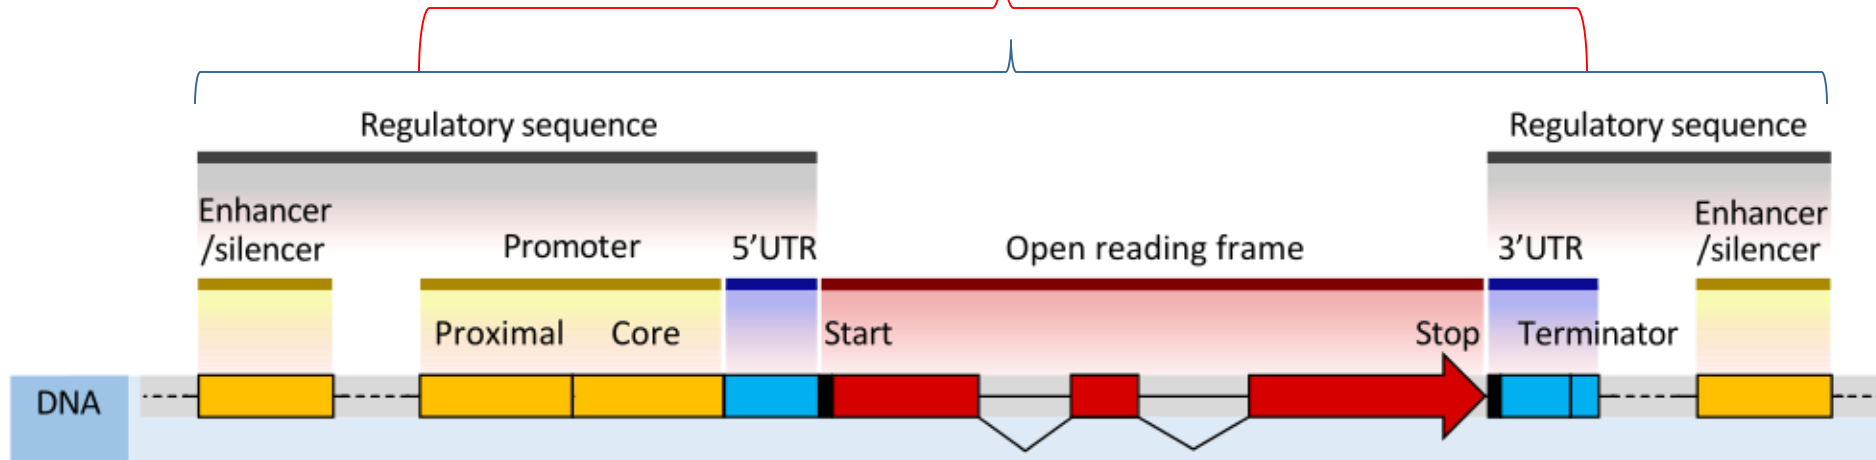 Regulatory sequence
Regulatory sequence
Enhancer
/silencer
Promoter
5’UTR
Open reading frame
3’UTR
Enhancer
/silencer
Proximal
Core
Start
Stop
Terminator
DNA